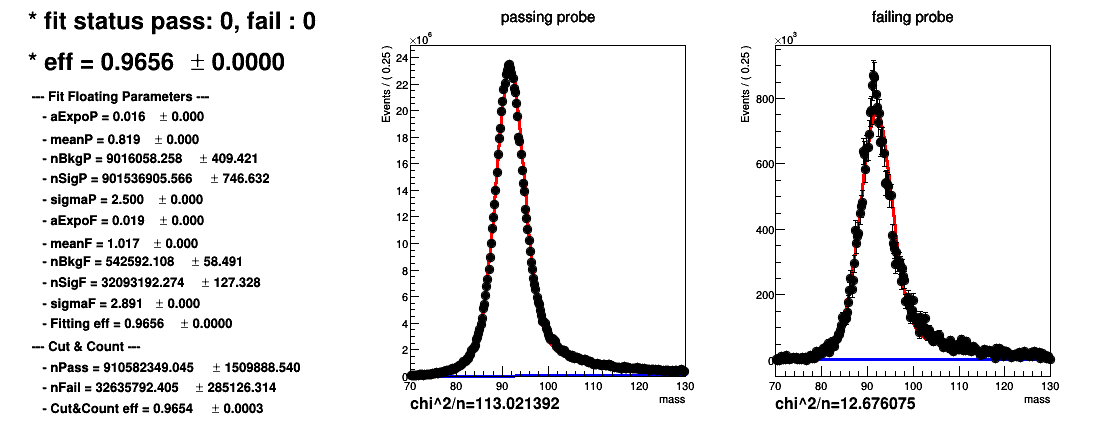 * fit status pass: 0, fail : 0
* eff = 0.9656 ± 0.0000
--- Fit Floating Parameters ---
- aExpoP = 0.016 ± 0.000
- meanP = 0.819 ± 0.000
- nBkgP = 9016058.258 ± 409.421
- nSigP = 901536905.566 ± 746.632
- sigmaP = 2.500 ± 0.000
- aExpoF = 0.019 ± 0.000
- meanF = 1.017 ± 0.000
- nBkgF = 542592.108 ± 58.491
- nSigF = 32093192.274 ± 127.328
- sigmaF = 2.891 ± 0.000
- Fitting eff = 0.9656 ± 0.0000
--- Cut & Count ---
- nPass = 910582349.045 ± 1509888.540
- nFail = 32635792.405 ± 285126.314
- Cut&Count eff = 0.9654 ± 0.0003
passing probe
×10^6
Events / ( 0.25 )
24
22
20
18
16
14
12
10
8
6
4
2
0
70 80 90 100 110 120 130
mass
chi^2/n=113.021392
failing probe
×10^3
Events / ( 0.25 )
800
600
400
200
0
70 80 90 100 110 120 130
mass
chi^2/n=12.676075